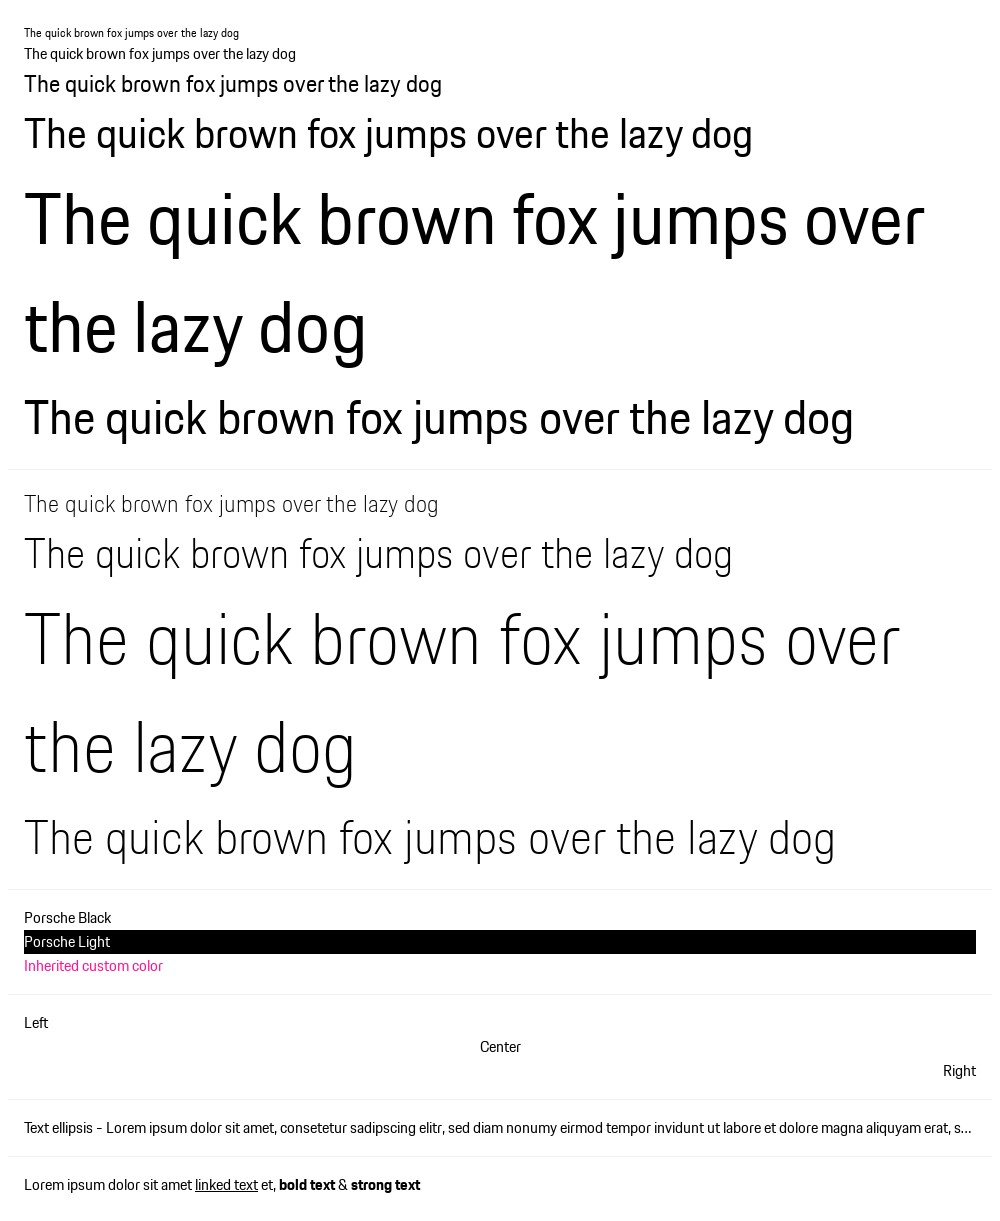 The quick brown fox jumps over the lazy dog
The quick brown fox jumps over the lazy dog
The quick brown fox jumps over the lazy dog
The quick brown fox jumps over the lazy dog
The quick brown fox jumps over
the lazy dog
The quick brown fox jumps over the lazy dog
The quick brown fox jumps over the lazy dog
The quick brown fox jumps over the lazy dog
The quick brown fox jumps over
the lazy dog
The quick brown fox jumps over the lazy dog
Porsche Black
Porsche Light
Inherited custom color
Left
Center
Right
Text ellipsis - Lorem ipsum dolor sit amet, consetetur sadipscing elitr, sed diam nonumy eirmod tempor invidunt ut labore et dolore magna aliquyam erat, s…
Lorem ipsum dolor sit amet linked text et, bold text & strong text